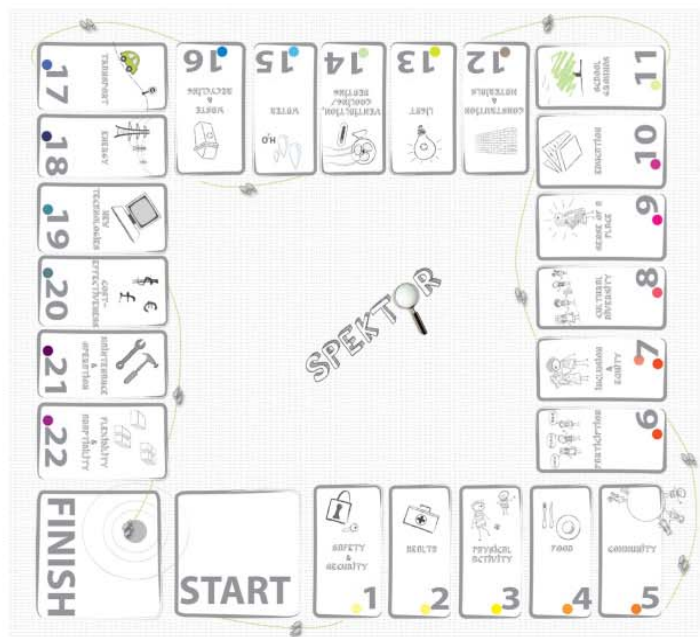 START
SAFETY
&
SECURITY
1
HEALTH
2
PHYSICAL
ACTIVITY
3
FOOD
4
COMMUNITY
5
PARTICIPATION
6
INCLUSION
&
EQUITY
7
CULTURAL
DIVERSITY
8
SENSE OF A
PLACE
9
EDUCATION
10
SCHOOL
GROUNDS
11
CONSTRUCTION
&
MATERIALS
12
LIGHT
13
VENTILATION,
COOLING/
HEATING
14
WATER
H₂O
15
WASTE
&
RECYCLING
16
TRANSPORT
17
ENERGY
18
NEW
TECHNOLOGIES
19
COST-
EFFECTIVENESS
£ €
20
MAINTENANCE
&
OPERATION
21
FLEXIBILITY
&
ADAPTIBILITY
22
FINISH
SPEKTOR